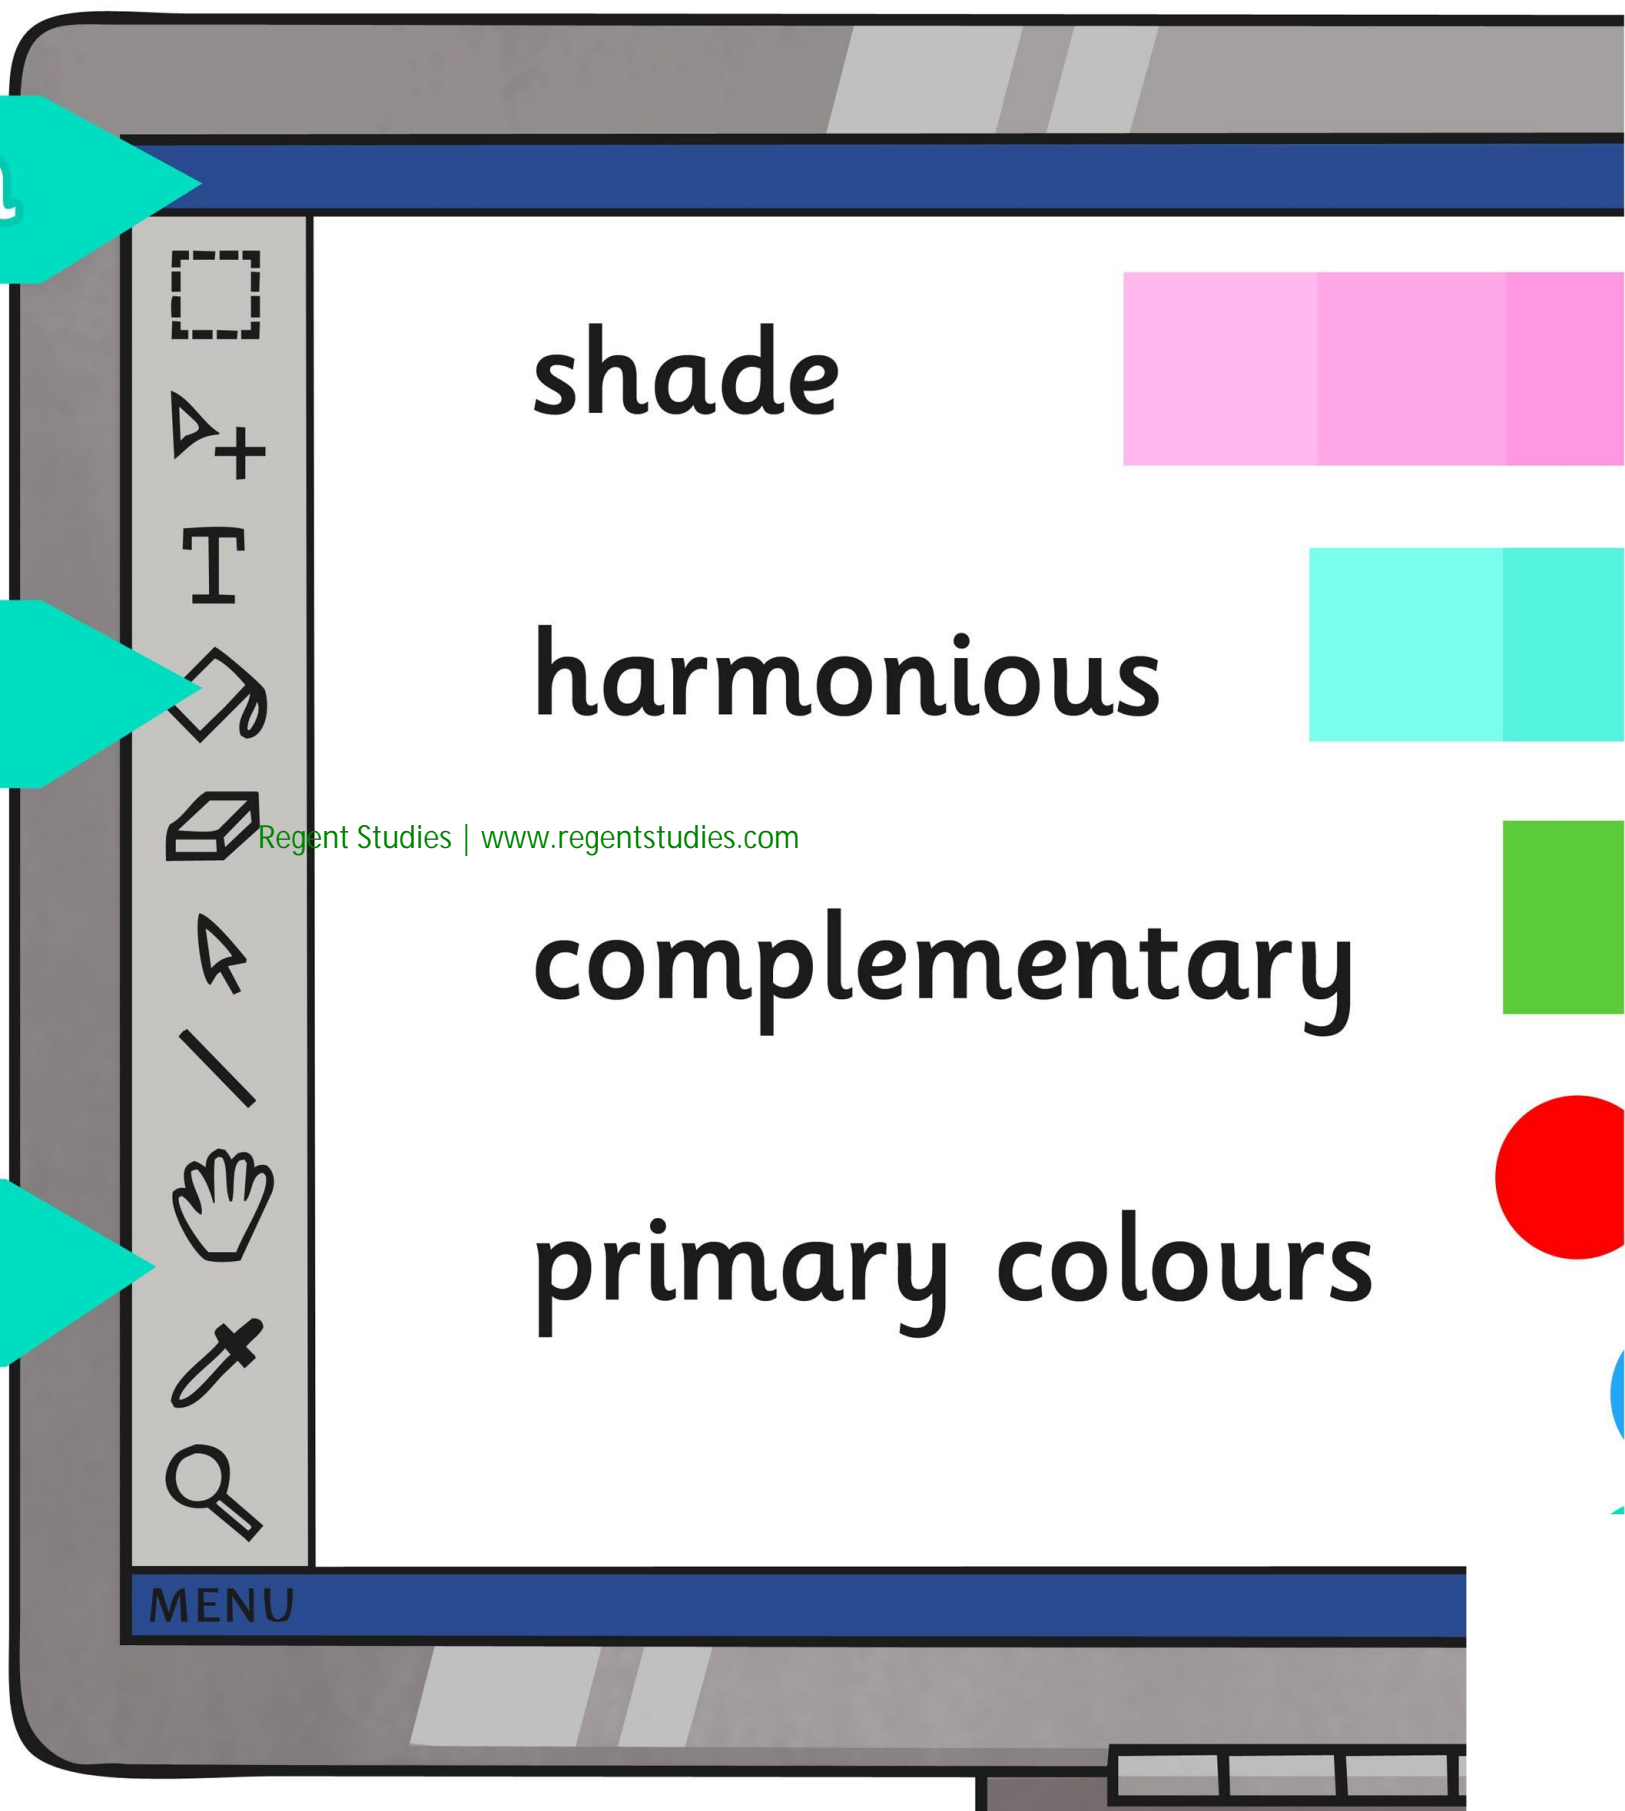 shade
harmonious
Regent Studies | www.regentstudies.com
complementary
primary colours
MENU